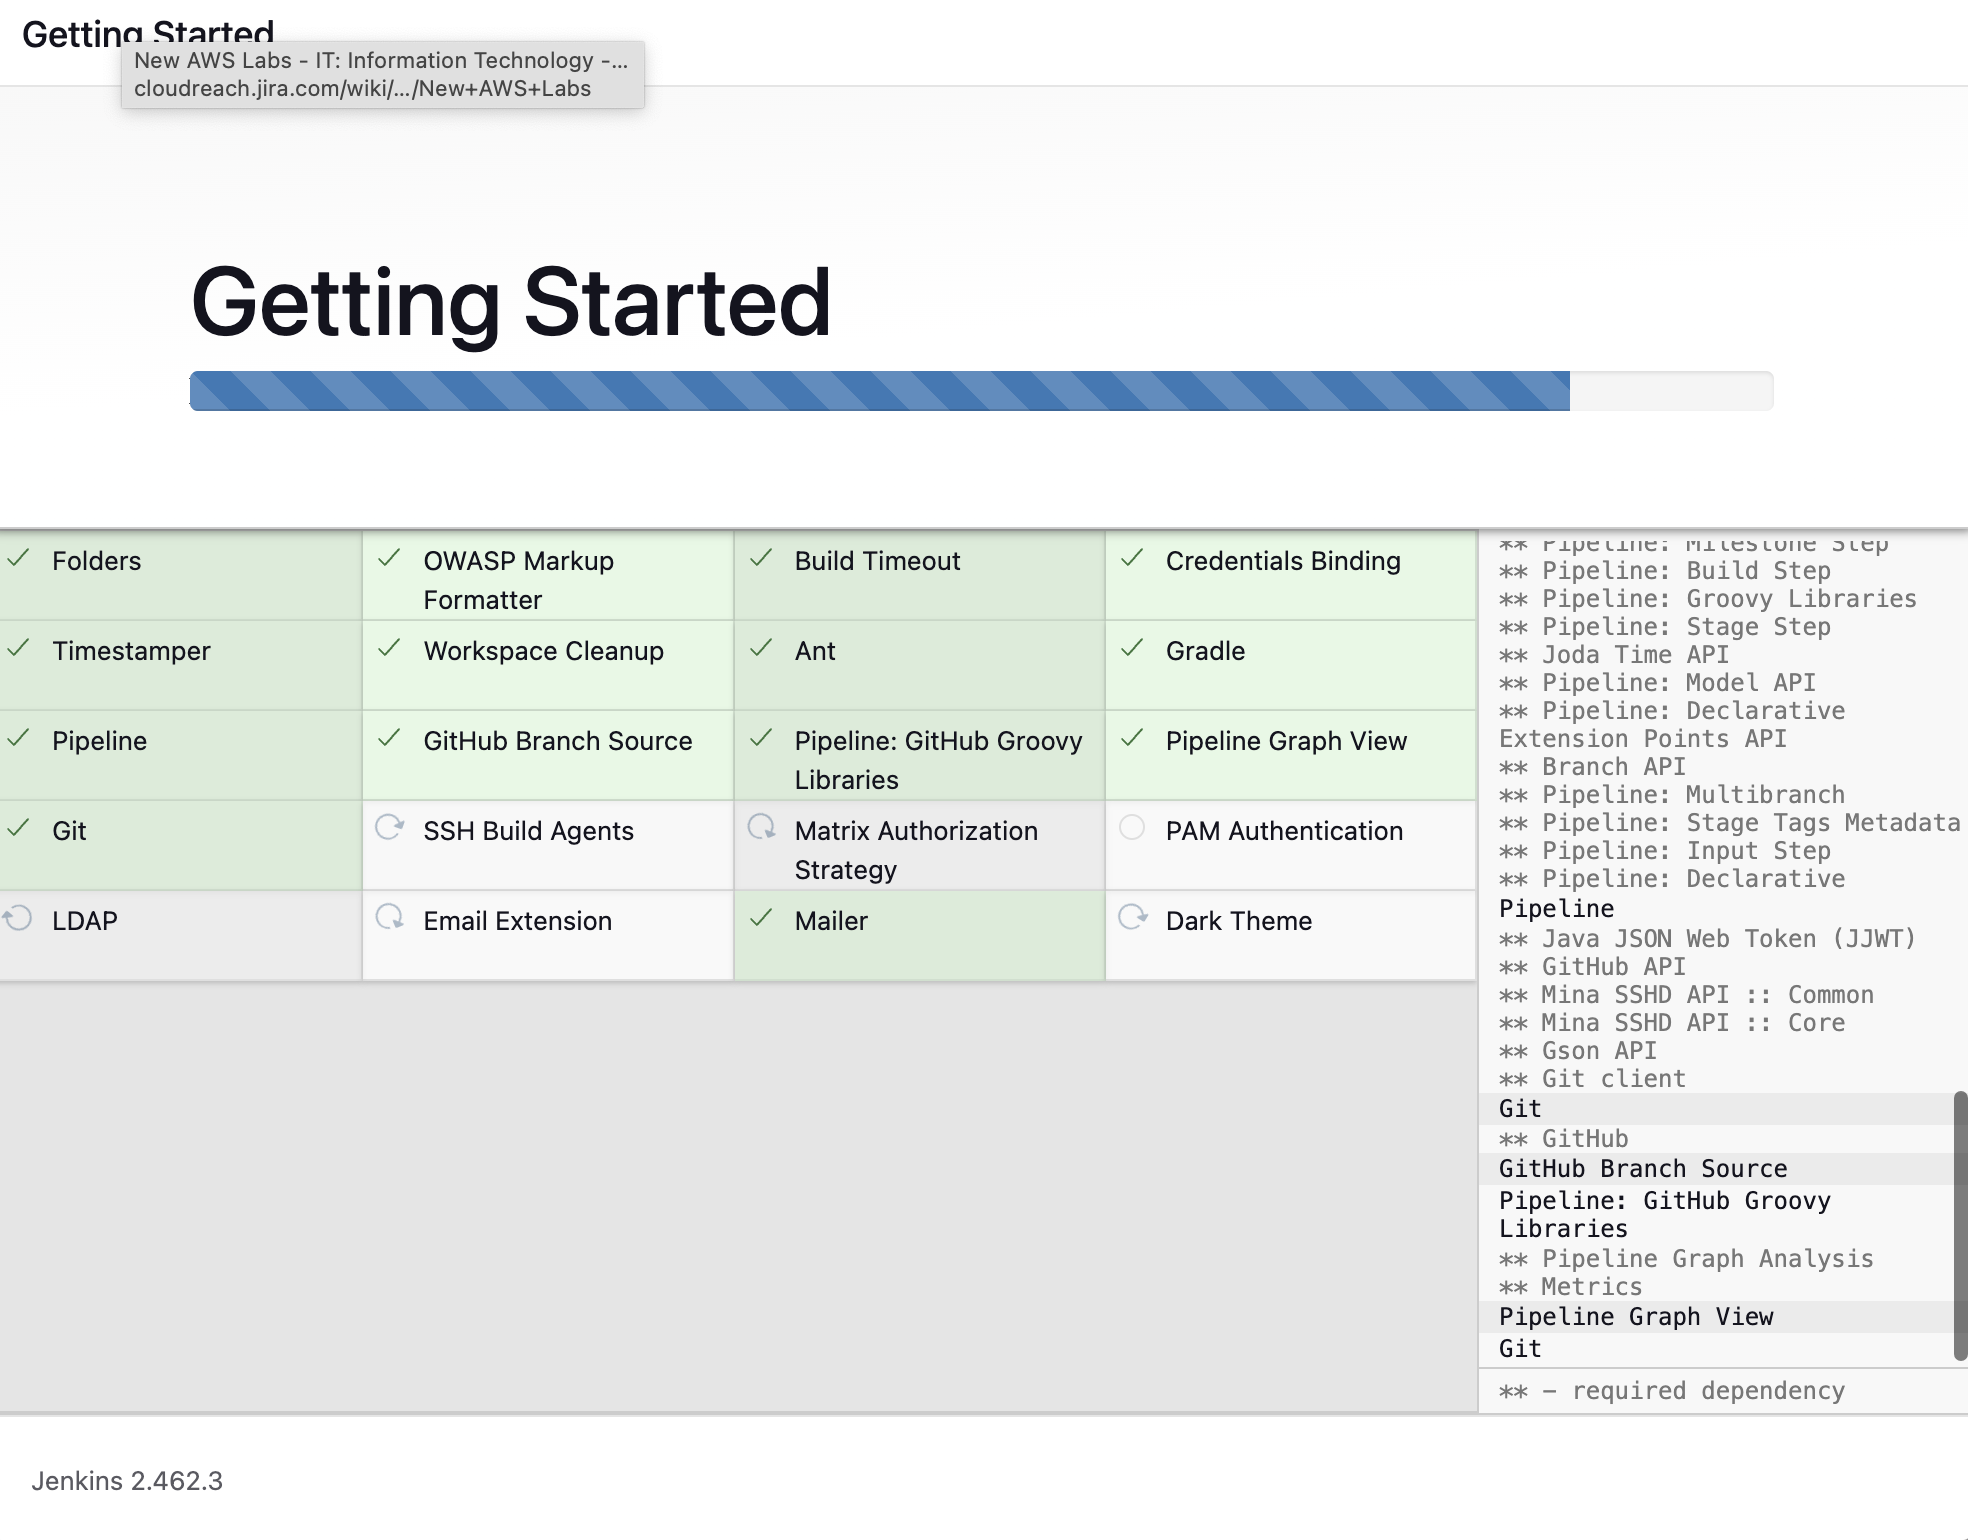 Getting Started
New AWS Labs - IT: Information Technology -...
cloudreach.jira.com/wiki/.../New+AWS+Labs
Getting Started
Folders
OWASP Markup
Formatter
Build Timeout
Credentials Binding
Timestamper
Workspace Cleanup
Ant
Gradle
Pipeline
GitHub Branch Source
Pipeline: GitHub Groovy
Libraries
Pipeline Graph View
Git
SSH Build Agents
Matrix Authorization
Strategy
PAM Authentication
LDAP
Email Extension
Mailer
Dark Theme
** Pipeline: Milestone Step
** Pipeline: Build Step
** Pipeline: Groovy Libraries
** Pipeline: Stage Step
** Joda Time API
** Pipeline: Model API
** Pipeline: Declarative
Extension Points API
** Branch API
** Pipeline: Multibranch
** Pipeline: Stage Tags Metadata
** Pipeline: Input Step
** Pipeline: Declarative
Pipeline
** Java JSON Web Token (JJWT)
** GitHub API
** Mina SSHD API :: Common
** Mina SSHD API :: Core
** Gson API
** Git client
Git
** GitHub
GitHub Branch Source
Pipeline: GitHub Groovy
Libraries
** Pipeline Graph Analysis
** Metrics
Pipeline Graph View
Git
** - required dependency
Jenkins 2.462.3